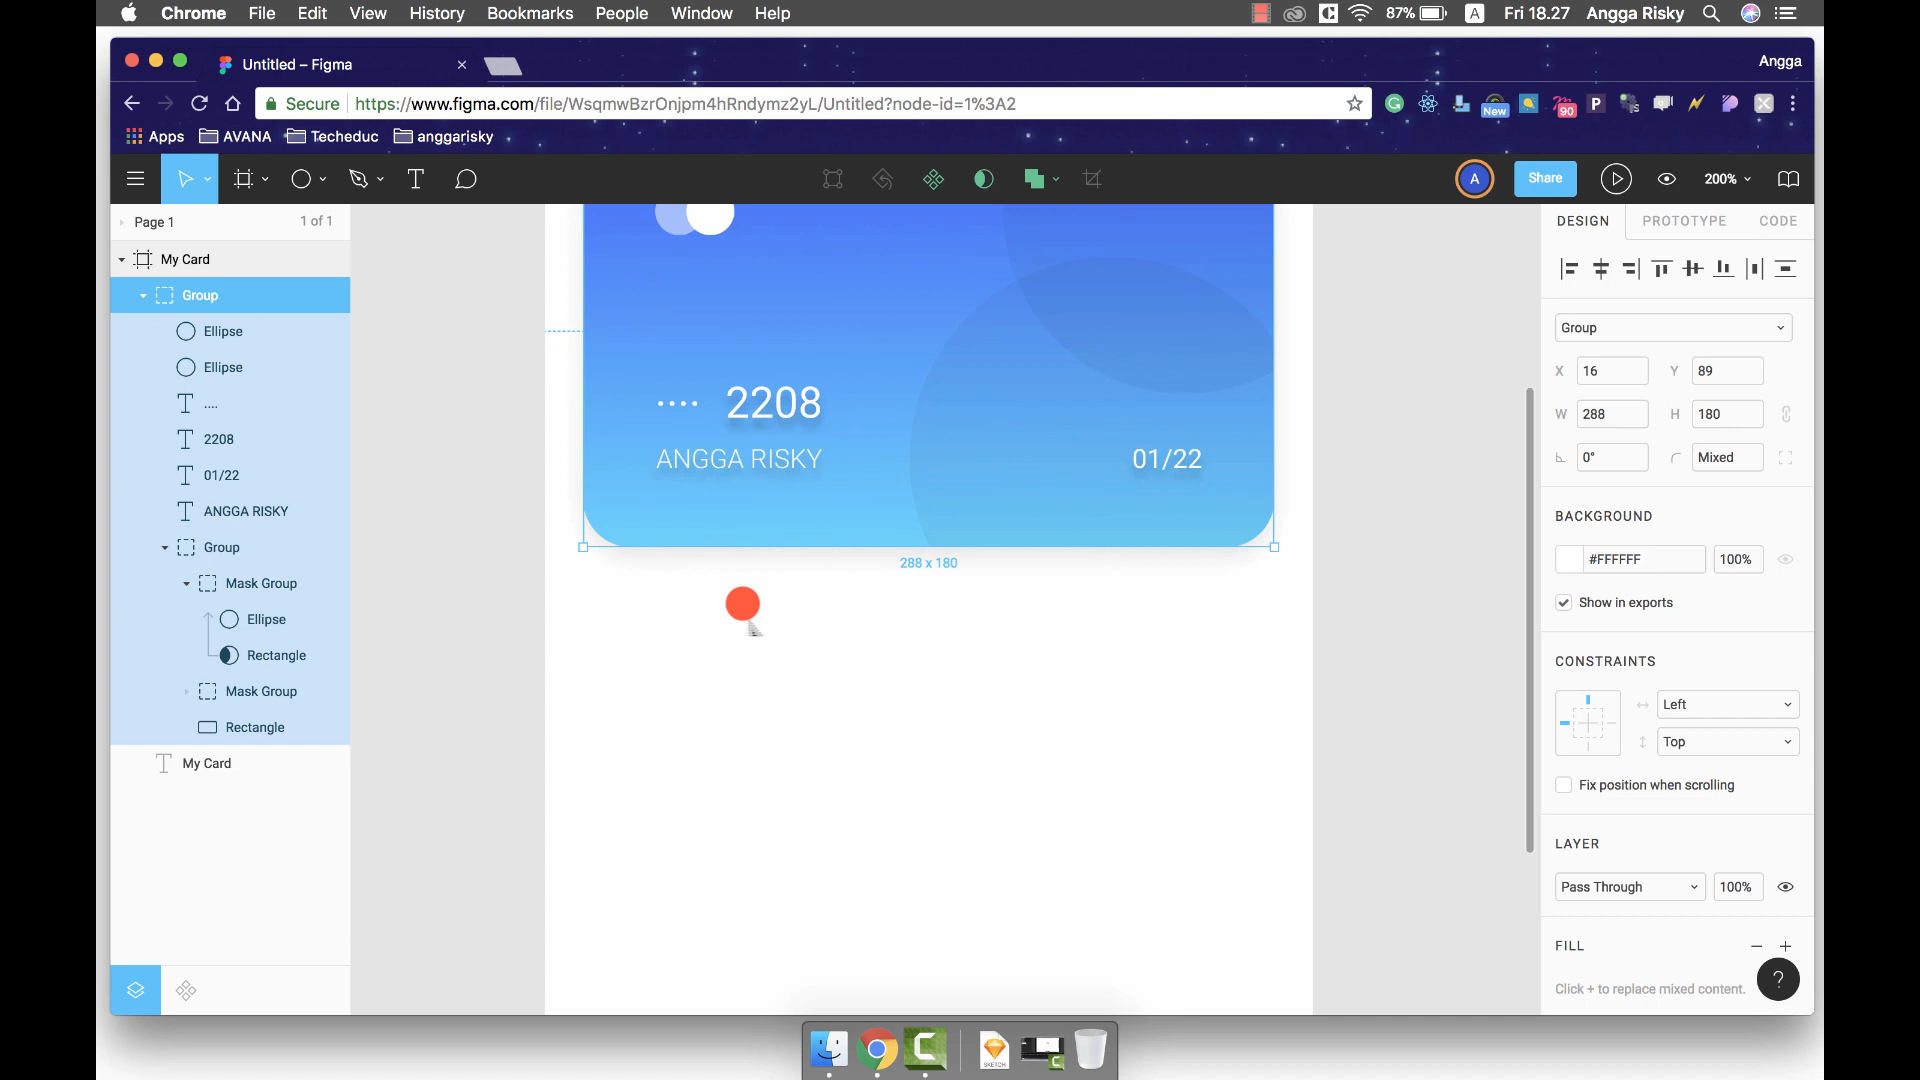 Chrome File Edit View History Bookmarks People Window Help 87% A Fri 18.27 Angga Risky
Untitled – Figma Angga
Secure https://www.figma.com/file/WsqmwBzrOnjpm4hRndymz2yL/Untitled?node-id=1%3A2 New 90 P
Apps AVANA Techeduc anggarisky
T A Share 200%
Page 1 1 of 1
My Card
Group
Ellipse
Ellipse
....
2208
01/22
ANGGA RISKY
Group
Mask Group
Ellipse
Rectangle
Mask Group
Rectangle
My Card
.... 2208
ANGGA RISKY 01/22
288 x 180
DESIGN PROTOTYPE CODE
Group
X 16 Y 89
W 288 H 180
0° Mixed
BACKGROUND
#FFFFFF 100%
Show in exports
CONSTRAINTS
Left
Top
Fix position when scrolling
LAYER
Pass Through 100%
FILL
Click + to replace mixed content.
?
SKETCH